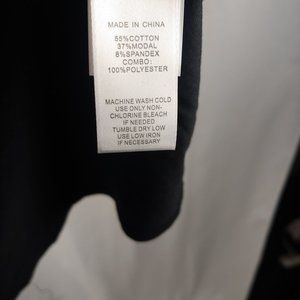 MADE IN CHINA
55%COTTON
37%MODAL
8%SPANDEX
COMBO:
100%POLYESTER
MACHINE WASH COLD
USE ONLY NON-
CHLORINE BLEACH
IF NEEDED
TUMBLE DRY LOW
USE LOW IRON
IF NECESSARY